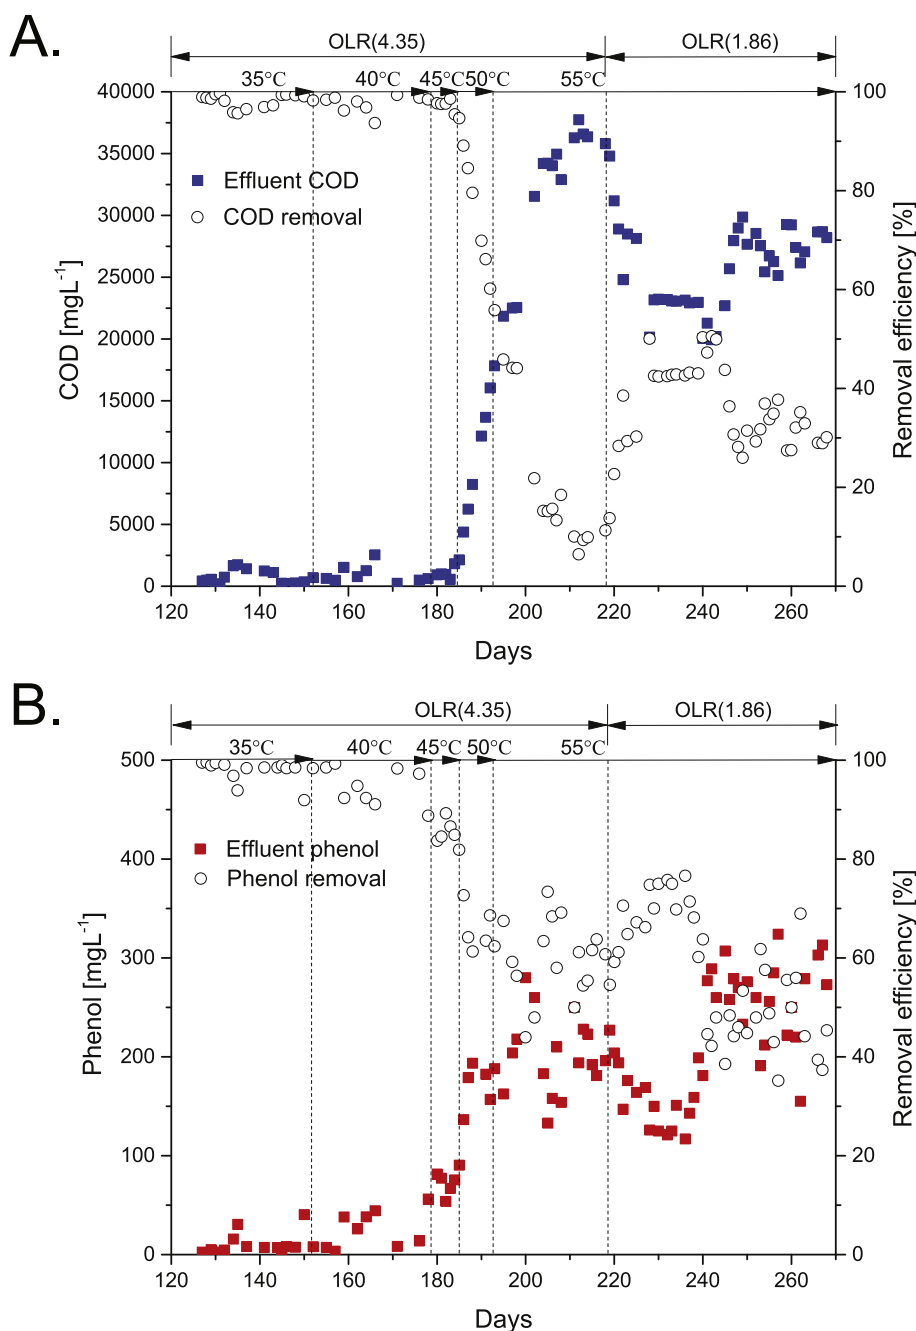 A.
OLR(4.35) OLR(1.86)
35°C 40°C 45°C 50°C 55°C
40000 100
35000
Effluent COD 80
30000
COD removal
25000
60
20000
15000 40
10000
20
5000
0 0
120 140 160 180 200 220 240 260
COD [mgL⁻¹]
Removal efficiency [%]
Days
B.
OLR(4.35) OLR(1.86)
35°C 40°C 45°C 50°C 55°C
500 100
400 80
Effluent phenol
Phenol removal
300 60
200 40
100 20
0 0
120 140 160 180 200 220 240 260
Phenol [mgL⁻¹]
Removal efficiency [%]
Days